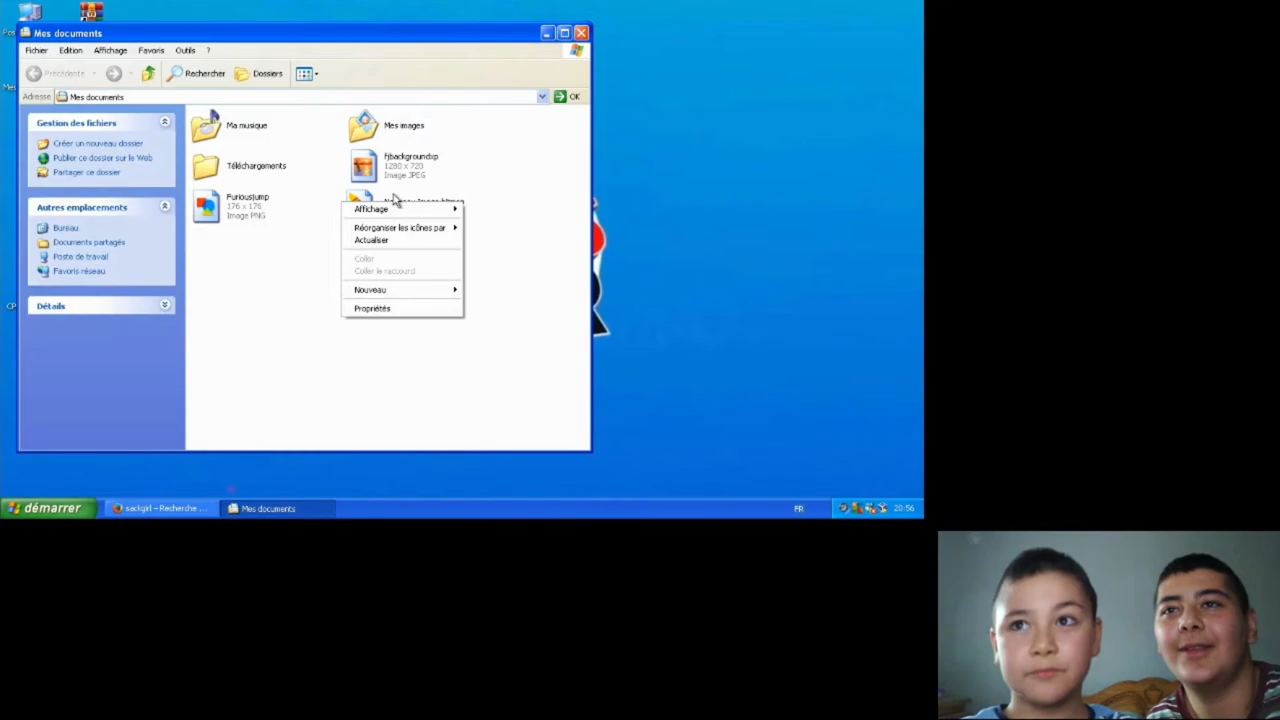 Mes documents
Fichier Edition Affichage Favoris Outils ?
Précédente Rechercher Dossiers
Adresse Mes documents OK
Gestion des fichiers
Créer un nouveau dossier
Publier ce dossier sur le Web
Partager ce dossier
Autres emplacements
Bureau
Documents partagés
Poste de travail
Favoris réseau
Détails
Ma musique
Mes images
Téléchargements
Fjbackgroundxp
1280 x 720
Image JPEG
Furiousjump
176 x 176
Image PNG
Affichage
Réorganiser les icônes par
Actualiser
Coller
Coller le raccourci
Nouveau
Propriétés
CP
démarrer
sackgirl – Recherche ...
Mes documents
FR
20:56